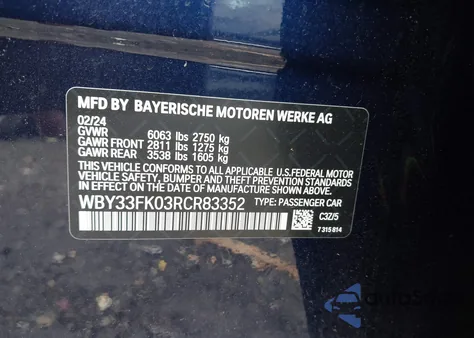 MFD BY BAYERISCHE MOTOREN WERKE AG
02/24
GVWR 6063 lbs 2750 kg
GAWR FRONT 2811 lbs 1275 kg
GAWR REAR 3538 lbs 1605 kg
THIS VEHICLE CONFORMS TO ALL APPLICABLE U.S.FEDERAL MOTOR
VEHICLE SAFETY, BUMPER, AND THEFT PREVENTION STANDARDS IN
EFFECT ON THE DATE OF MANUFACTURE SHOWN ABOVE.
WBY33FK03RCR83352 TYPE: PASSENGER CAR
C3Z/5
7 315 814